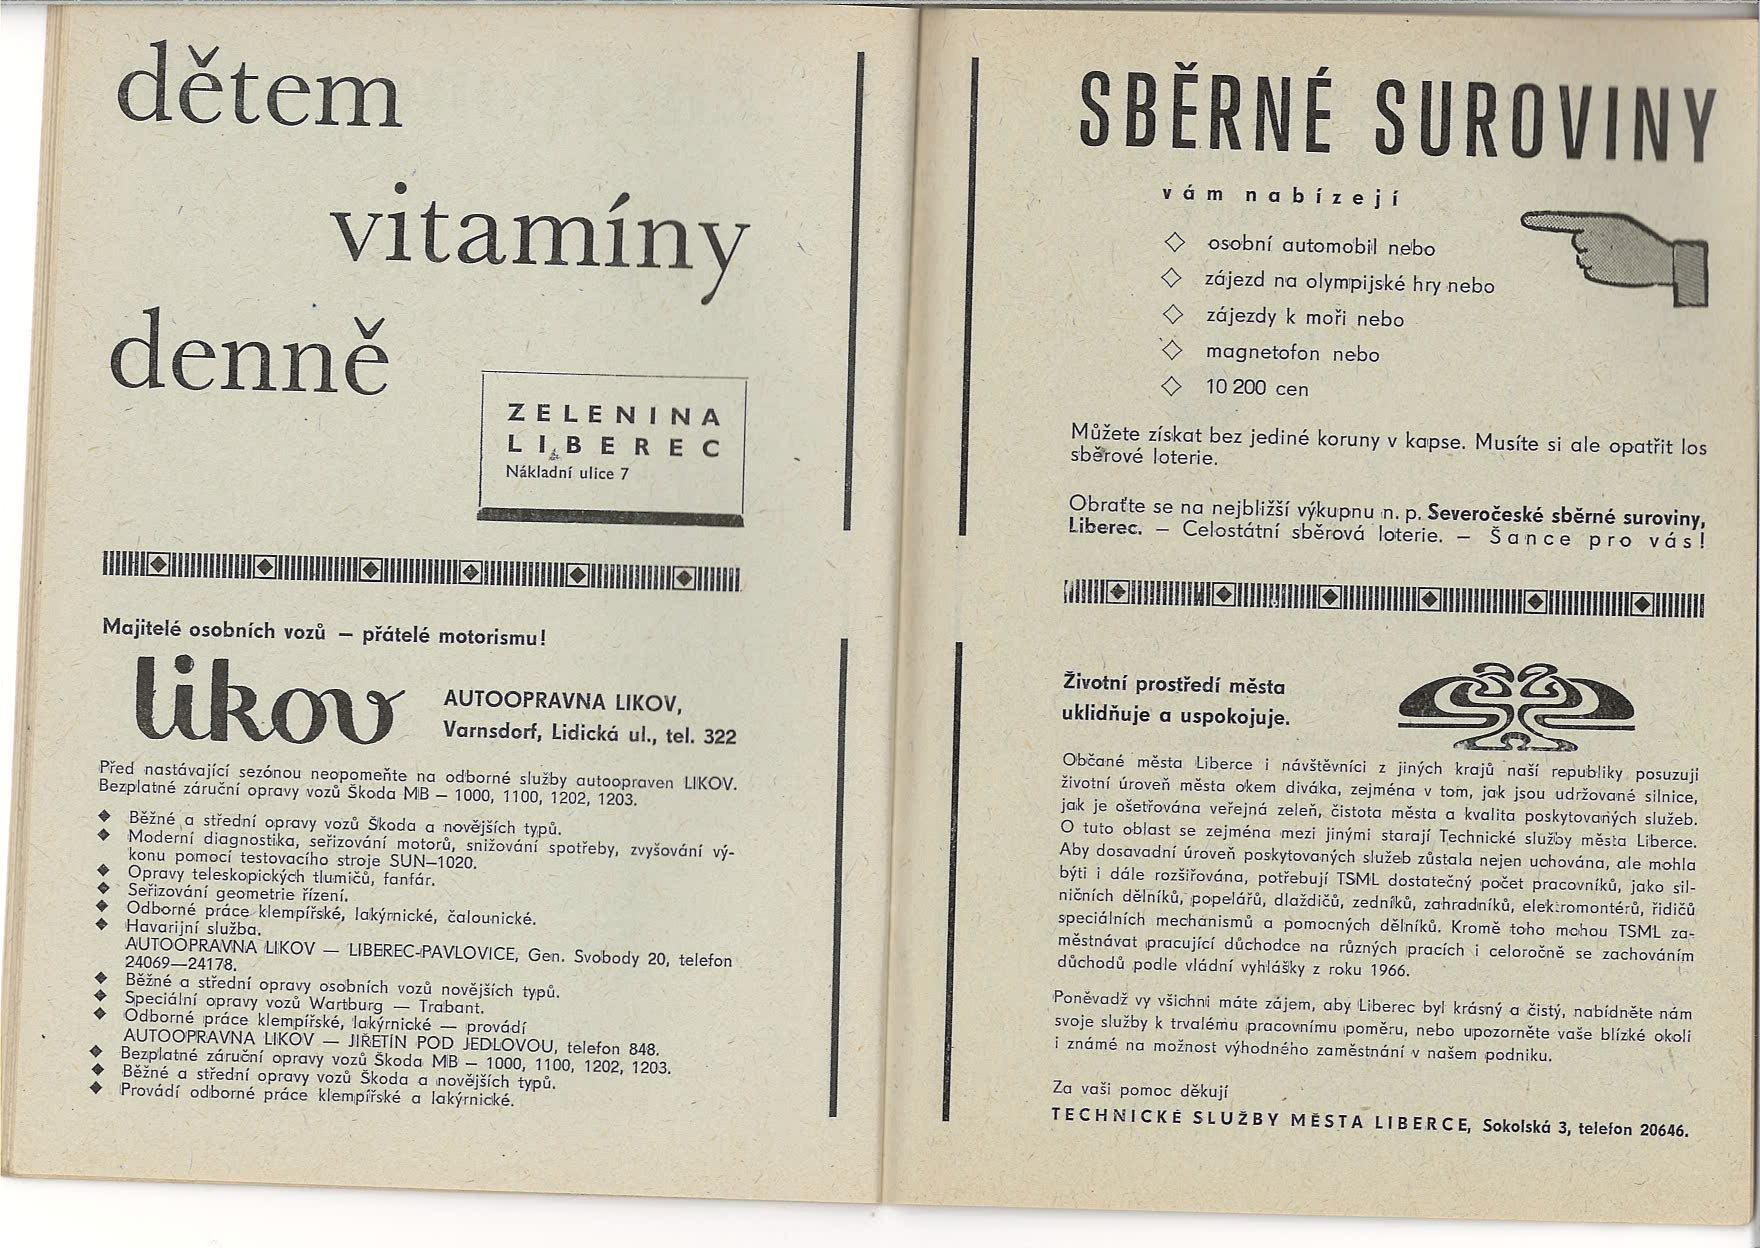 dětem
vitamíny
denně
ZELENINA
LIBEREC
Nákladní ulice 7
Majitelé osobních vozů — přátelé motorismu!
likov
AUTOOPRAVNA LIKOV,
Varnsdorf, Lidická ul., tel. 322
Před nastávající sezónou neopomeňte na odborné služby autoopraven LIKOV.
Bezplatné záruční opravy vozů Škoda MB — 1000, 1100, 1202, 1203.
◆ Běžné a střední opravy vozů Škoda a novějších typů.
◆ Moderní diagnostika, seřizování motorů, snižování spotřeby, zvyšování vý-
konu pomocí testovacího stroje SUN—1020.
◆ Opravy teleskopických tlumičů, fanfár.
◆ Seřizování geometrie řízení.
◆ Odborné práce klempířské, lakýrnické, čalounické.
◆ Havarijní služba.
AUTOOPRAVNA LIKOV — LIBEREC-PAVLOVICE, Gen. Svobody 20, telefon
24069—24178.
◆ Běžné a střední opravy osobních vozů novějších typů.
◆ Speciální opravy vozů Wartburg — Trabant.
◆ Odborné práce klempířské, lakýrnické — provádí
AUTOOPRAVNA LIKOV — JIŘETÍN POD JEDLOVOU, telefon 848.
◆ Bezplatné záruční opravy vozů Škoda MB — 1000, 1100, 1202, 1203.
◆ Běžné a střední opravy vozů Škoda a novějších typů.
◆ Provádí odborné práce klempířské a lakýrnické.
SBĚRNÉ SUROVINY
vám nabízejí
◇ osobní automobil nebo
◇ zájezd na olympijské hry nebo
◇ zájezdy k moři nebo
◇ magnetofon nebo
◇ 10 200 cen
Můžete získat bez jediné koruny v kapse. Musíte si ale opatřit los
sběrové loterie.
Obraťte se na nejbližší výkupnu n. p. Severočeské sběrné suroviny,
Liberec. — Celostátní sběrová loterie. — Šance pro vás!
Životní prostředí města
uklidňuje a uspokojuje.
Občané města Liberce i návštěvníci z jiných krajů naší republiky posuzují
životní úroveň města okem diváka, zejména v tom, jak jsou udržované silnice,
jak je ošetřována veřejná zeleň, čistota města a kvalita poskytovaných služeb.
O tuto oblast se zejména mezi jinými starají Technické služby města Liberce.
Aby dosavadní úroveň poskytovaných služeb zůstala nejen uchována, ale mohla
býti i dále rozšiřována, potřebují TSML dostatečný počet pracovníků, jako sil-
ničních dělníků, popelářů, dlaždičů, zedníků, zahradníků, elektromontérů, řidičů
speciálních mechanismů a pomocných dělníků. Kromě toho mohou TSML za-
městnávat pracující důchodce na různých pracích i celoročně se zachováním
důchodů podle vládní vyhlášky z roku 1966.
Poněvadž vy všichni máte zájem, aby Liberec byl krásný a čistý, nabídněte nám
svoje služby k trvalému pracovnímu poměru, nebo upozorněte vaše blízké okolí
i známé na možnost výhodného zaměstnání v našem podniku.
Za vaši pomoc děkují
TECHNICKÉ SLUŽBY MĚSTA LIBERCE, Sokolská 3, telefon 20646.